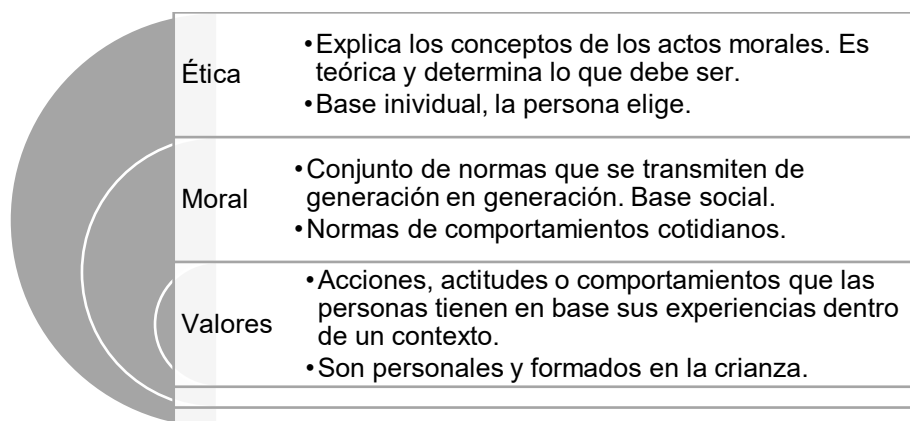 Ética
•Explica los conceptos de los actos morales. Es
teórica y determina lo que debe ser.
•Base inividual, la persona elige.
Moral
•Conjunto de normas que se transmiten de
generación en generación. Base social.
•Normas de comportamientos cotidianos.
Valores
•Acciones, actitudes o comportamientos que las
personas tienen en base sus experiencias dentro
de un contexto.
•Son personales y formados en la crianza.